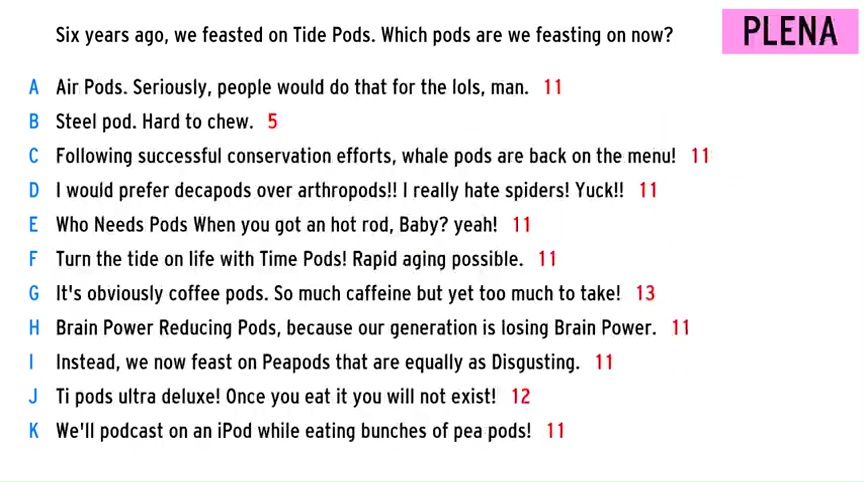 Six years ago, we feasted on Tide Pods. Which pods are we feasting on now?
PLENA
A Air Pods. Seriously, people would do that for the lols, man. 11
B Steel pod. Hard to chew. 5
C Following successful conservation efforts, whale pods are back on the menu! 11
D I would prefer decapods over arthropods!! I really hate spiders! Yuck!! 11
E Who Needs Pods When you got an hot rod, Baby? yeah! 11
F Turn the tide on life with Time Pods! Rapid aging possible. 11
G It's obviously coffee pods. So much caffeine but yet too much to take! 13
H Brain Power Reducing Pods, because our generation is losing Brain Power. 11
I Instead, we now feast on Peapods that are equally as Disgusting. 11
J Ti pods ultra deluxe! Once you eat it you will not exist! 12
K We'll podcast on an iPod while eating bunches of pea pods! 11